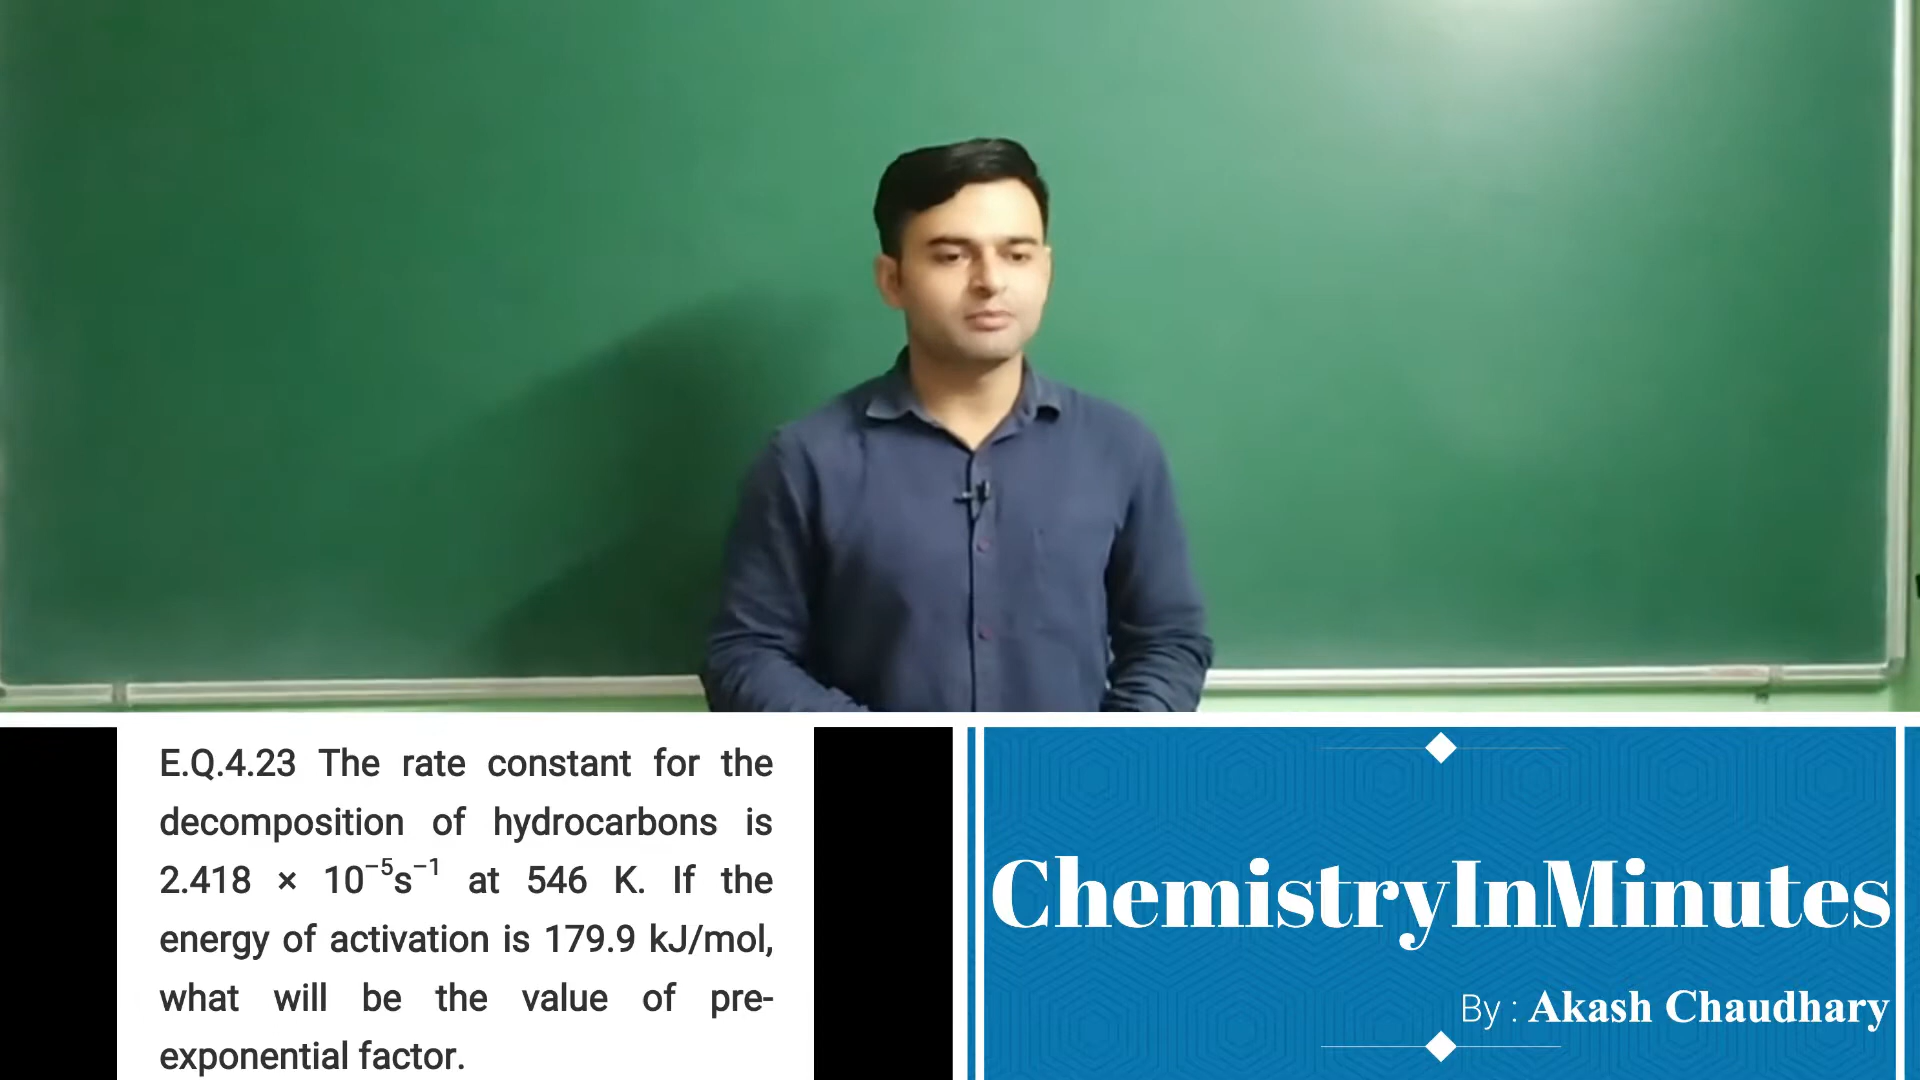 E.Q.4.23 The rate constant for the
decomposition of hydrocarbons is
2.418 × 10⁻⁵s⁻¹ at 546 K. If the
energy of activation is 179.9 kJ/mol,
what will be the value of pre-
exponential factor.
ChemistryInMinutes
By : Akash Chaudhary